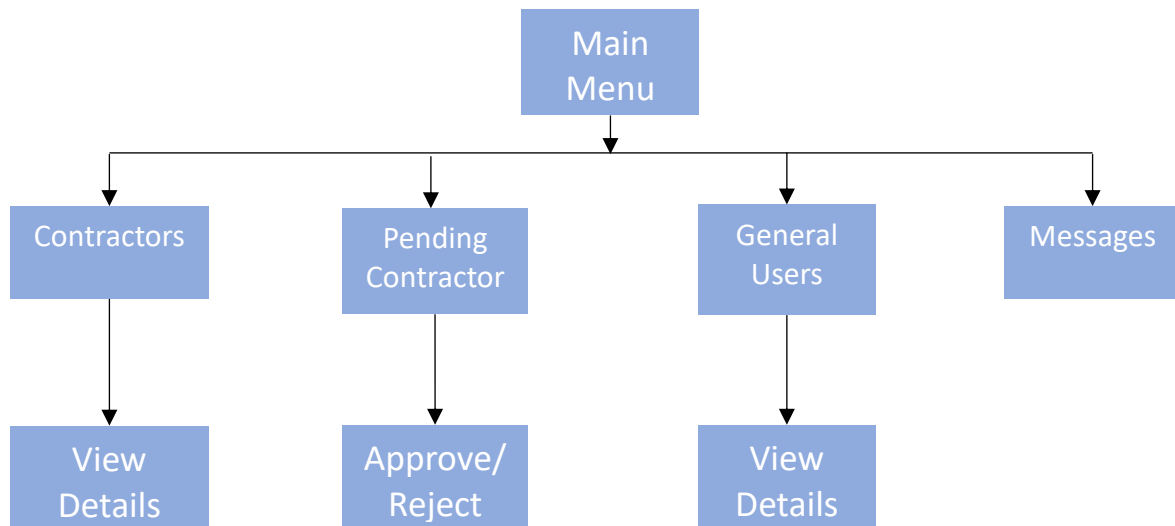 Main
Menu
Contractors
Pending
Contractor
General
Users
Messages
View
Details
Approve/
Reject
View
Details